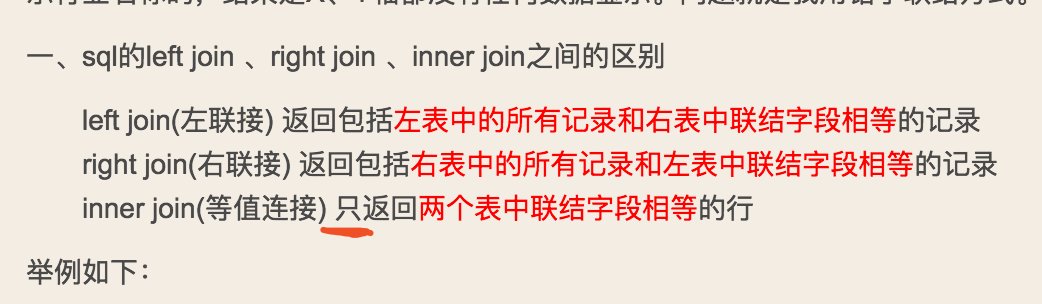 一、sql的left join 、right join 、inner join之间的区别
left join(左联接) 返回包括左表中的所有记录和右表中联结字段相等的记录
right join(右联接) 返回包括右表中的所有记录和左表中联结字段相等的记录
inner join(等值连接) 只返回两个表中联结字段相等的行
举例如下：